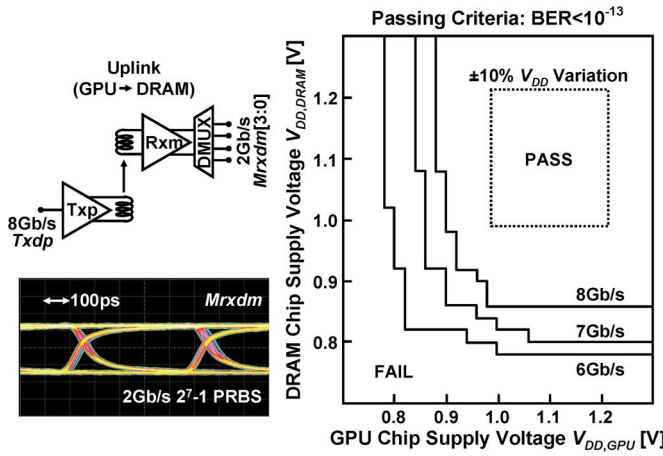 Uplink
(GPU → DRAM)
Rxm
DMUX
2Gb/s
Mrxdm[3:0]
Txp
8Gb/s
Txdp
100ps
Mrxdm
2Gb/s 2⁷-1 PRBS
Passing Criteria: BER<10⁻¹³
DRAM Chip Supply Voltage V_DD,DRAM [V]
1.2
1.1
1.0
0.9
0.8
±10% V_DD Variation
PASS
8Gb/s
7Gb/s
6Gb/s
FAIL
0.8 0.9 1.0 1.1 1.2
GPU Chip Supply Voltage V_DD,GPU [V]